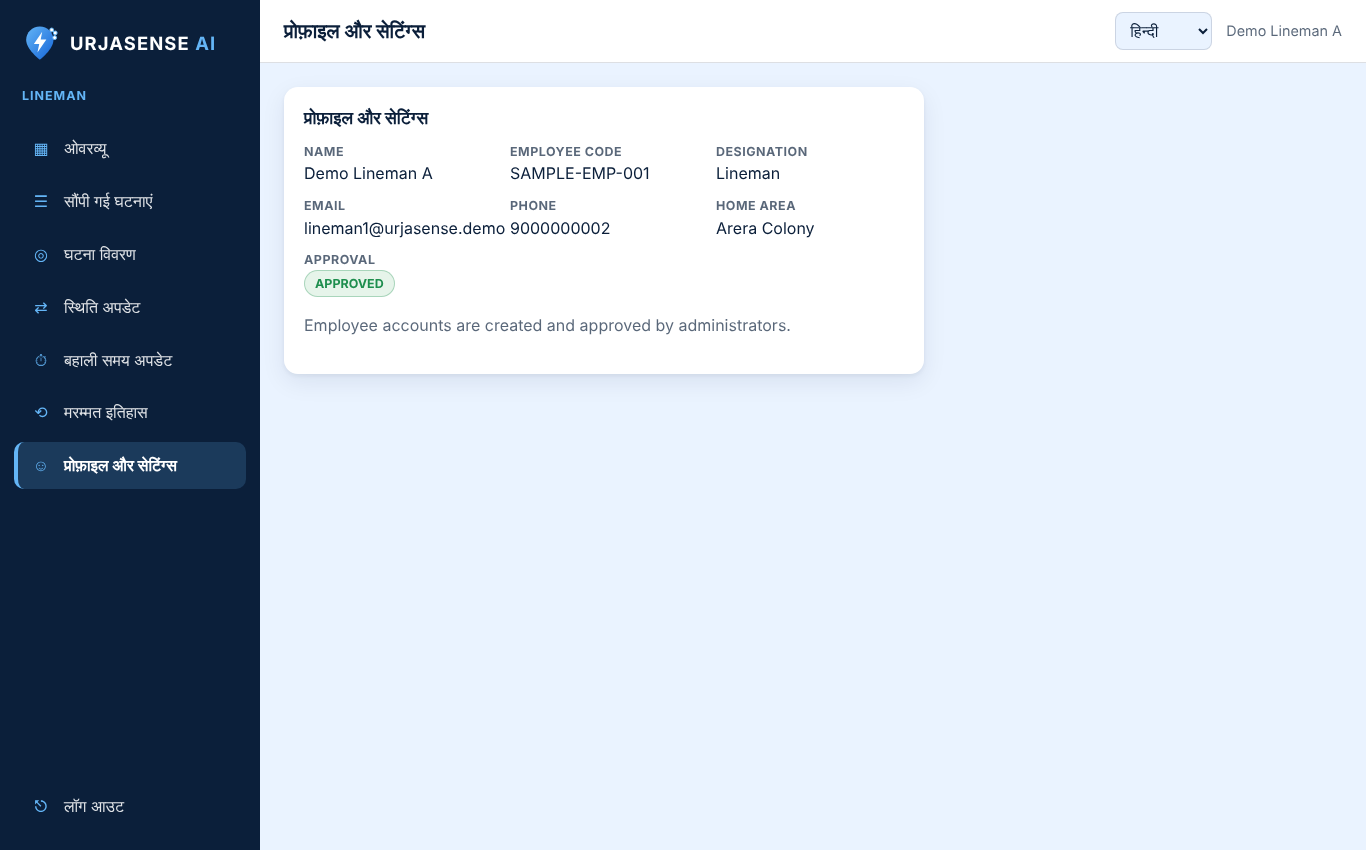 URJASENSE AI
LINEMAN
ओवरव्यू
सौंपी गई घटनाएं
घटना विवरण
स्थिति अपडेट
बहाली समय अपडेट
मरम्मत इतिहास
प्रोफ़ाइल और सेटिंग्स
लॉग आउट
प्रोफ़ाइल और सेटिंग्स
हिन्दी
Demo Lineman A
प्रोफ़ाइल और सेटिंग्स
NAME EMPLOYEE CODE DESIGNATION
Demo Lineman A SAMPLE-EMP-001 Lineman
EMAIL PHONE HOME AREA
lineman1@urjasense.demo 9000000002 Arera Colony
APPROVAL
APPROVED
Employee accounts are created and approved by administrators.